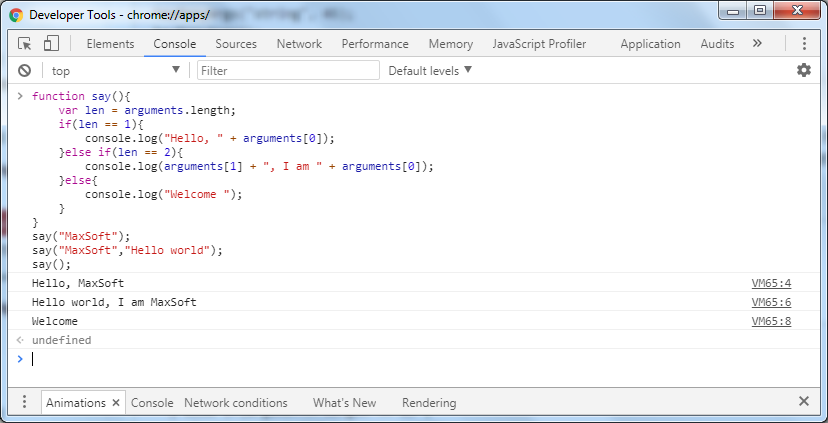 Developer Tools - chrome://apps/
Elements Console Sources Network Performance Memory JavaScript Profiler Application Audits »
top ▼ Filter Default levels ▼
> function say(){
    var len = arguments.length;
    if(len == 1){
        console.log("Hello, " + arguments[0]);
    }else if(len == 2){
        console.log(arguments[1] + ", I am " + arguments[0]);
    }else{
        console.log("Welcome ");
    }
}
say("MaxSoft");
say("MaxSoft","Hello world");
say();
Hello, MaxSoft VM65:4
Hello world, I am MaxSoft VM65:6
Welcome VM65:8
undefined
>
Animations × Console Network conditions What's New Rendering